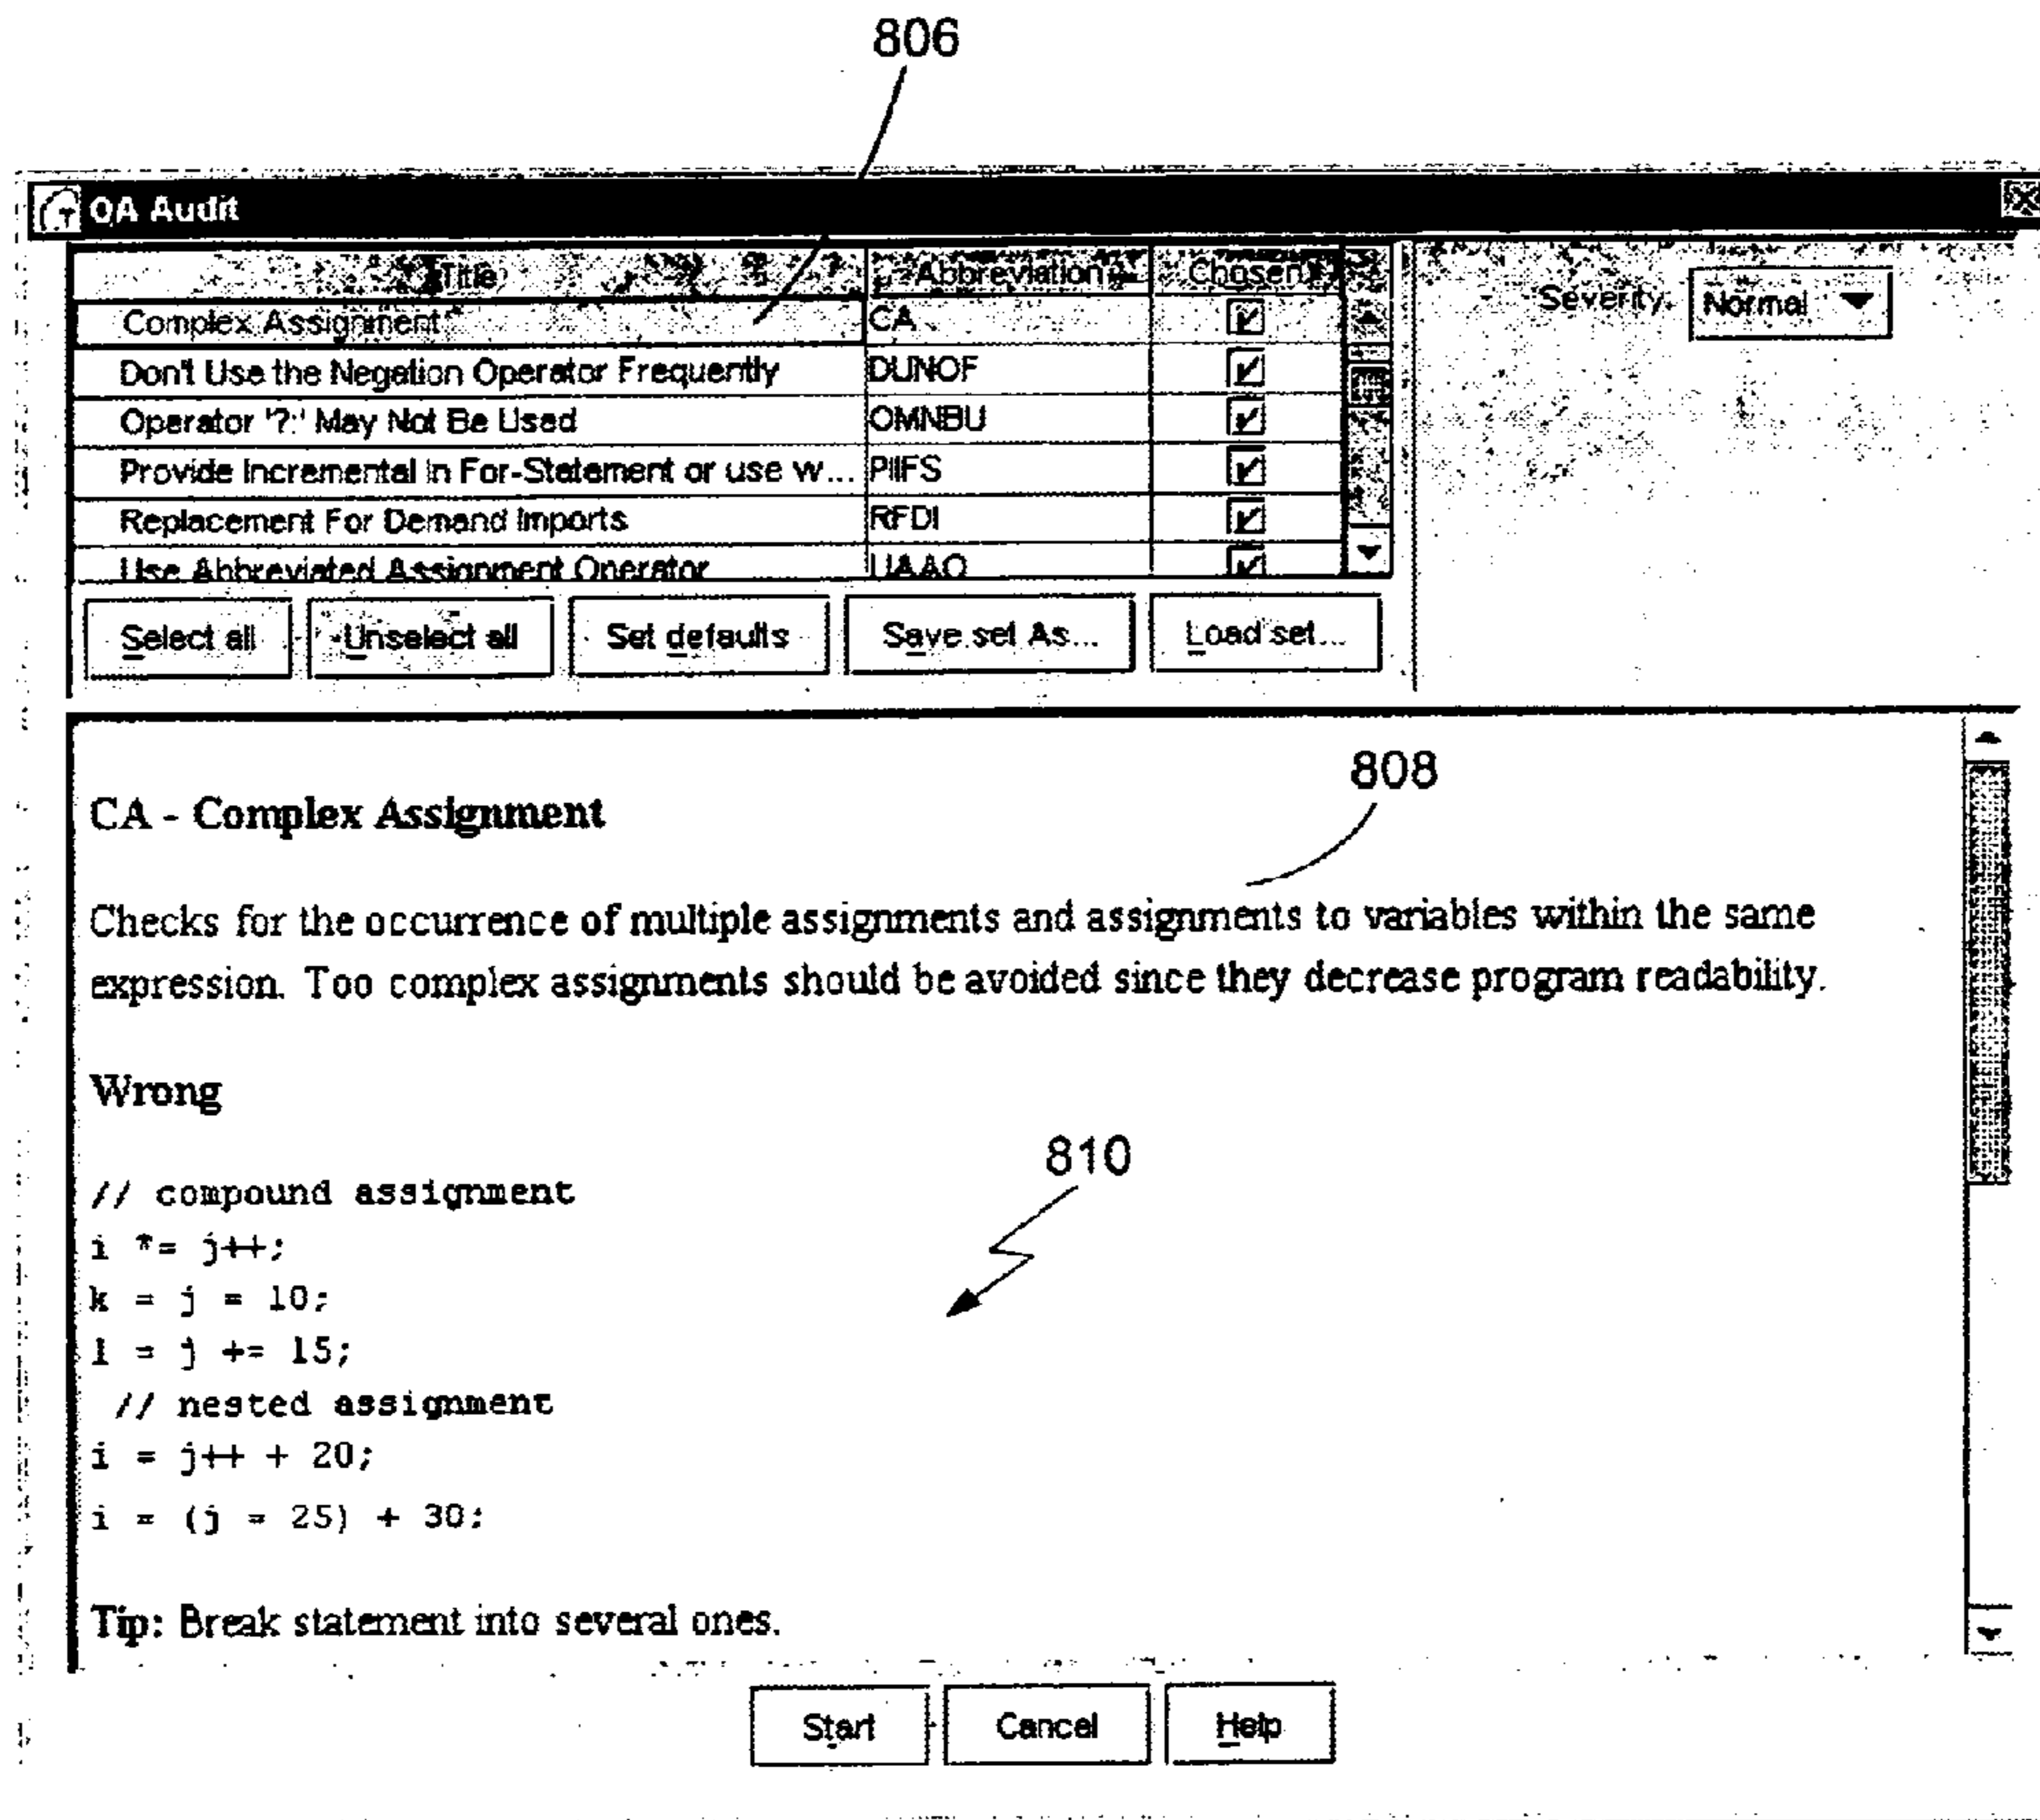 806
QA Audit
Title Abbreviation Chosen
Complex Assignment CA
Severity: Normal
Don't Use the Negation Operator Frequently DUNOF
Operator '?:' May Not Be Used OMNBU
Provide Incremental In For-Statement or use w... PIIFS
Replacement For Demand Imports RFDI
Use Abbreviated Assignment Operator UAAO
Select all Unselect all Set defaults Save set As... Load set...
808
CA - Complex Assignment
Checks for the occurrence of multiple assignments and assignments to variables within the same
expression. Too complex assignments should be avoided since they decrease program readability.
Wrong
810
// compound assignment
i *= j++;
k = j = 10;
l = j += 15;
// nested assignment
i = j++ + 20;
i = (j = 25) + 30;
Tip: Break statement into several ones.
Start Cancel Help